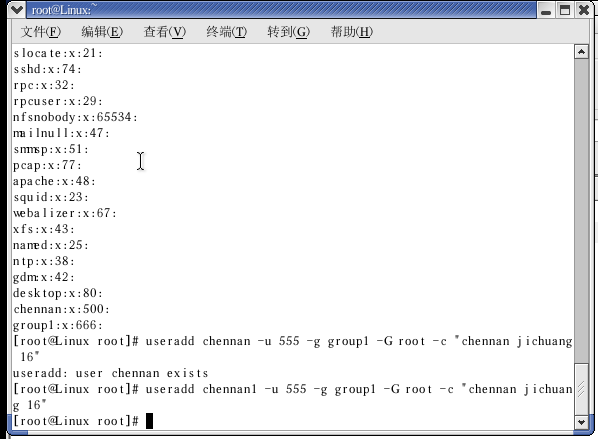 root@Linux:~
文件(F) 编辑(E) 查看(V) 终端(T) 转到(G) 帮助(H)
slocate:x:21:
sshd:x:74:
rpc:x:32:
rpcuser:x:29:
nfsnobody:x:65534:
mailnull:x:47:
smmsp:x:51:
pcap:x:77:
apache:x:48:
squid:x:23:
webalizer:x:67:
xfs:x:43:
named:x:25:
ntp:x:38:
gdm:x:42:
desktop:x:80:
chennan:x:500:
group1:x:666:
[root@Linux root]# useradd chennan -u 555 -g group1 -G root -c "chennan jichuang
16"
useradd: user chennan exists
[root@Linux root]# useradd chennan1 -u 555 -g group1 -G root -c "chennan jichuan
g 16"
[root@Linux root]#